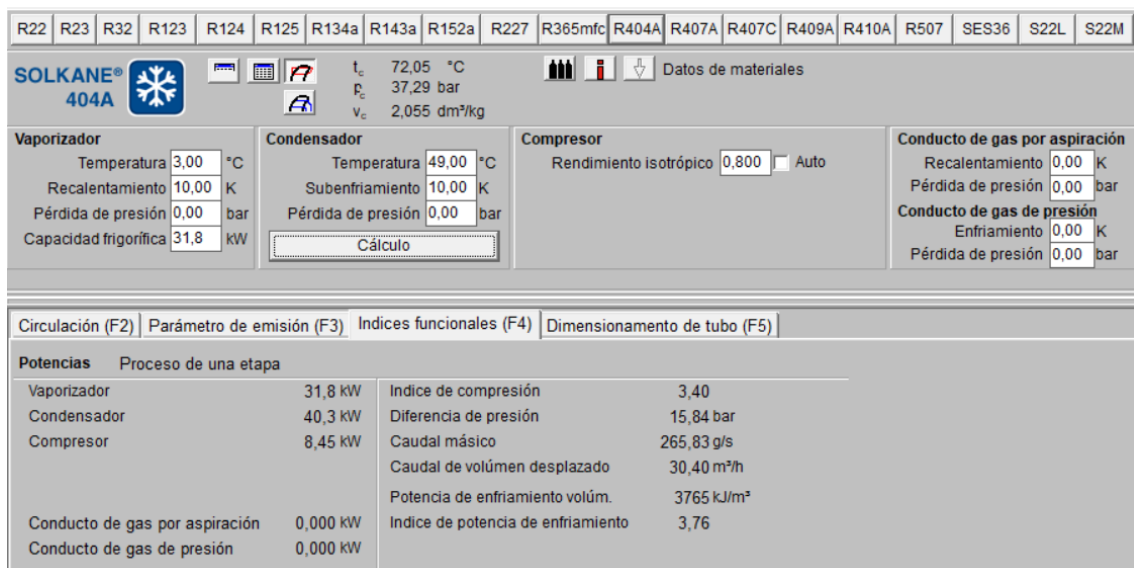 R22 R23 R32 R123 R124 R125 R134a R143a R152a R227 R365mfc R404A R407A R407C R409A R410A R507 SES36 S22L S22M
SOLKANE®
404A
tc 72,05 °C
pc 37,29 bar
vc 2,055 dm³/kg
Datos de materiales
Vaporizador
Temperatura 3,00 °C
Recalentamiento 10,00 K
Pérdida de presión 0,00 bar
Capacidad frigorífica 31,8 kW
Condensador
Temperatura 49,00 °C
Subenfriamiento 10,00 K
Pérdida de presión 0,00 bar
Cálculo
Compresor
Rendimiento isotrópico 0,800 Auto
Conducto de gas por aspiración
Recalentamiento 0,00 K
Pérdida de presión 0,00 bar
Conducto de gas de presión
Enfriamiento 0,00 K
Pérdida de presión 0,00 bar
Circulación (F2) Parámetro de emisión (F3) Indices funcionales (F4) Dimensionamento de tubo (F5)
Potencias Proceso de una etapa
Vaporizador 31,8 kW
Condensador 40,3 kW
Compresor 8,45 kW
Conducto de gas por aspiración 0,000 kW
Conducto de gas de presión 0,000 kW
Indice de compresión 3,40
Diferencia de presión 15,84 bar
Caudal másico 265,83 g/s
Caudal de volúmen desplazado 30,40 m³/h
Potencia de enfriamiento volúm. 3765 kJ/m³
Indice de potencia de enfriamiento 3,76